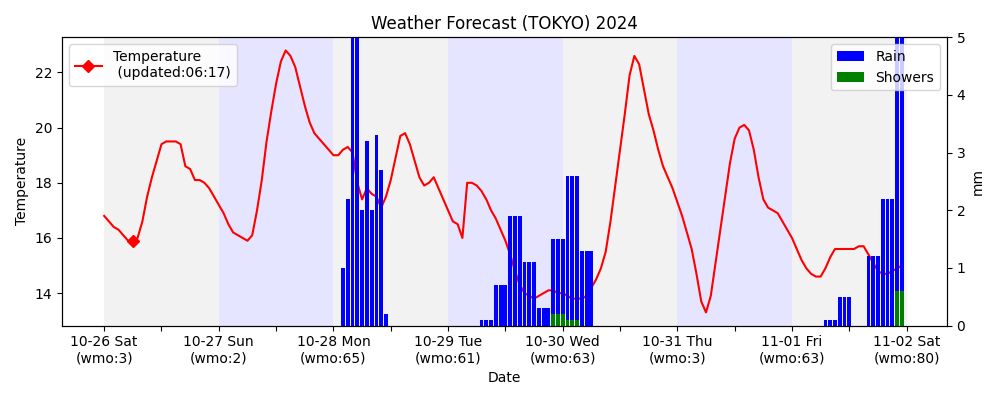 Weather Forecast (TOKYO) 2024
Temperature
(updated:06:17)
Rain
Showers
Temperature
22
20
18
16
14
5
4
3
2
1
0
mm
10-26 Sat 10-27 Sun 10-28 Mon 10-29 Tue 10-30 Wed 10-31 Thu 11-01 Fri 11-02 Sat
(wmo:3) (wmo:2) (wmo:65) (wmo:61) (wmo:63) (wmo:3) (wmo:63) (wmo:80)
Date